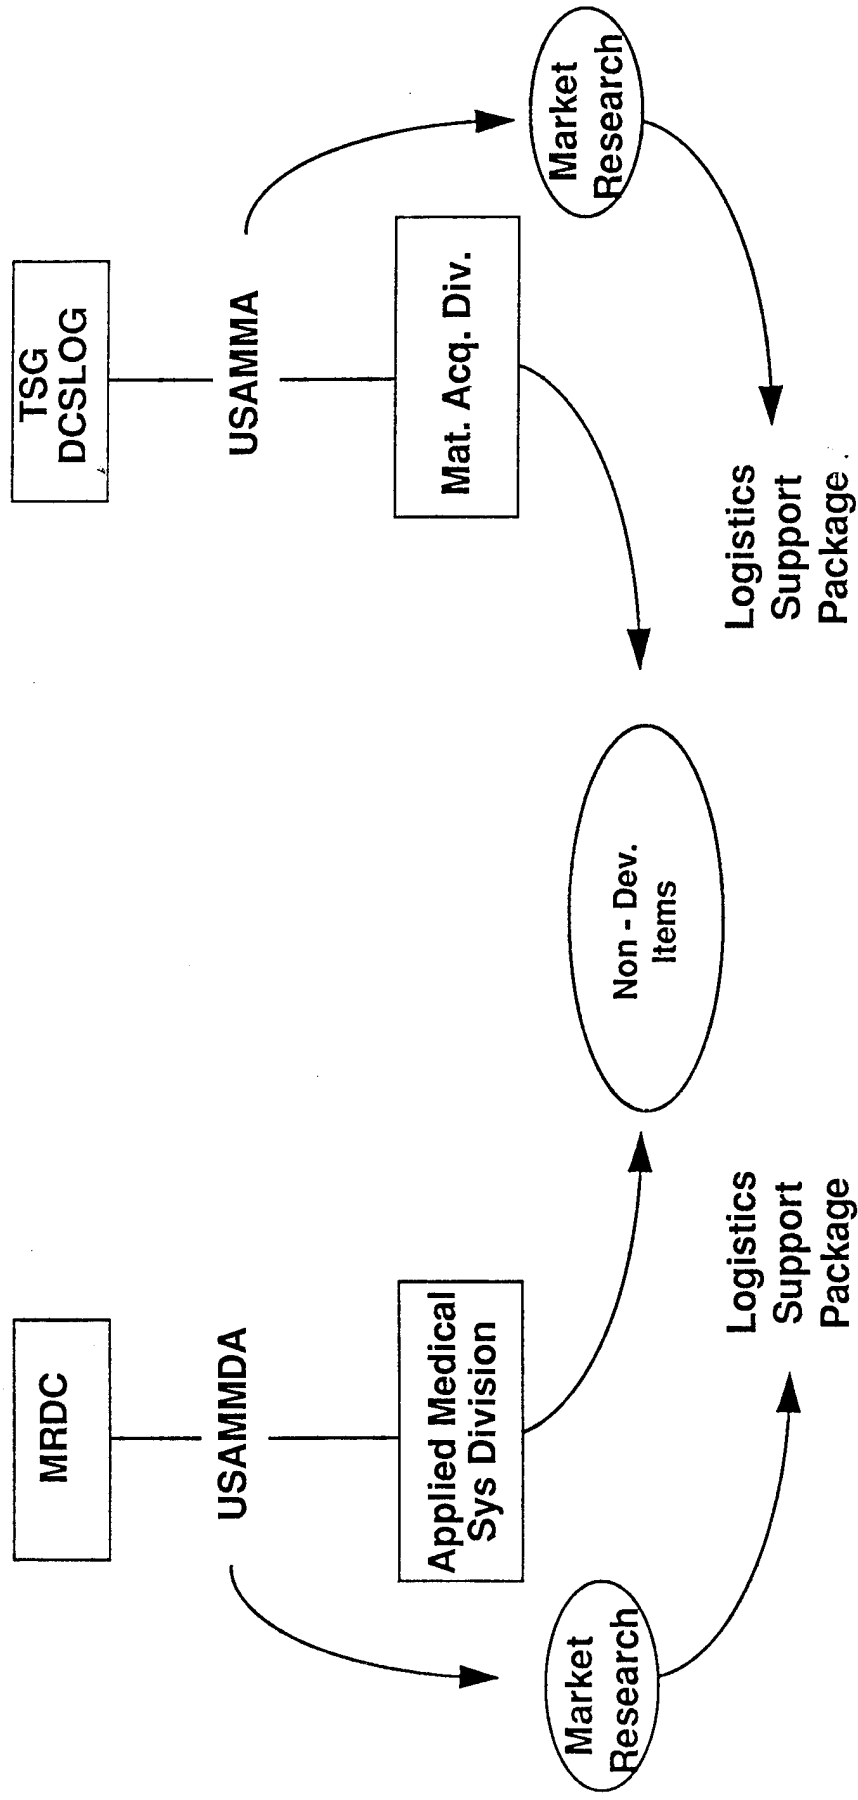 MRDC
USAMMDA
Applied Medical
Sys Division
Market
Research
Logistics
Support
Package
Non - Dev.
Items
TSG
DCSLOG
USAMMA
Mat. Acq. Div.
Market
Research
Logistics
Support
Package